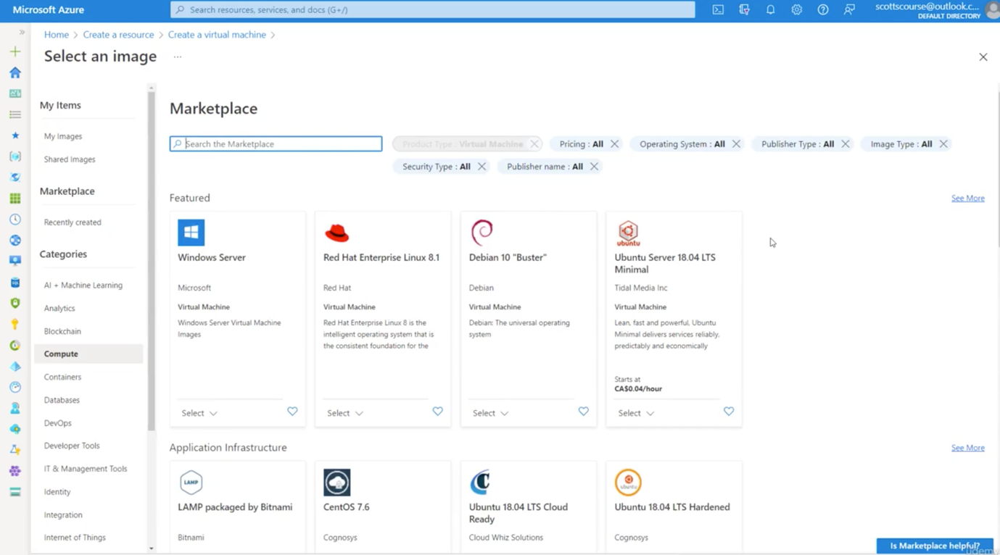 Microsoft Azure
Search resources, services, and docs (G+/)
scottscourse@outlook.c...
DEFAULT DIRECTORY
Home > Create a resource > Create a virtual machine >
Select an image ...
My Items
My Images
Shared Images
Marketplace
Recently created
Categories
AI + Machine Learning
Analytics
Blockchain
Compute
Containers
Databases
DevOps
Developer Tools
IT & Management Tools
Identity
Integration
Internet of Things
Marketplace
Search the Marketplace
Product Type : Virtual Machine
Pricing : All
Operating System : All
Publisher Type : All
Image Type : All
Security Type : All
Publisher name : All
Featured
See More
Windows Server
Microsoft
Virtual Machine
Windows Server Virtual Machine
Images
Select
Red Hat Enterprise Linux 8.1
Red Hat
Virtual Machine
Red Hat Enterprise Linux 8 is the
intelligent operating system that is
the consistent foundation for the
Select
Debian 10 "Buster"
Debian
Virtual Machine
Debian: The universal operating
system
Select
ubuntu
Ubuntu Server 18.04 LTS
Minimal
Tidal Media Inc
Virtual Machine
Lean, fast and powerful, Ubuntu
Minimal delivers services reliably,
predictably and economically
Starts at
CA$0.04/hour
Select
Application Infrastructure
See More
LAMP
LAMP packaged by Bitnami
Bitnami
CentOS 7.6
Cognosys
Ubuntu 18.04 LTS Cloud
Ready
Cloud Whiz Solutions
ubuntu
Ubuntu 18.04 LTS Hardened
Cognosys
Is Marketplace helpful?
udemy